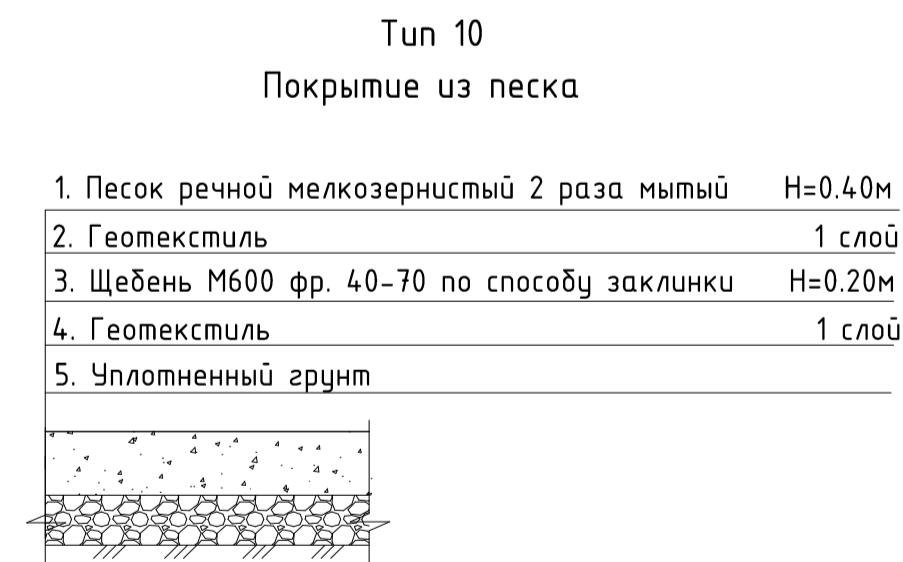 Тип 10
Покрытие из песка
1. Песок речной мелкозернистый 2 раза мытый H=0.40м
2. Геотекстиль 1 слой
3. Щебень М600 фр. 40-70 по способу заклинки H=0.20м
4. Геотекстиль 1 слой
5. Уплотненный грунт